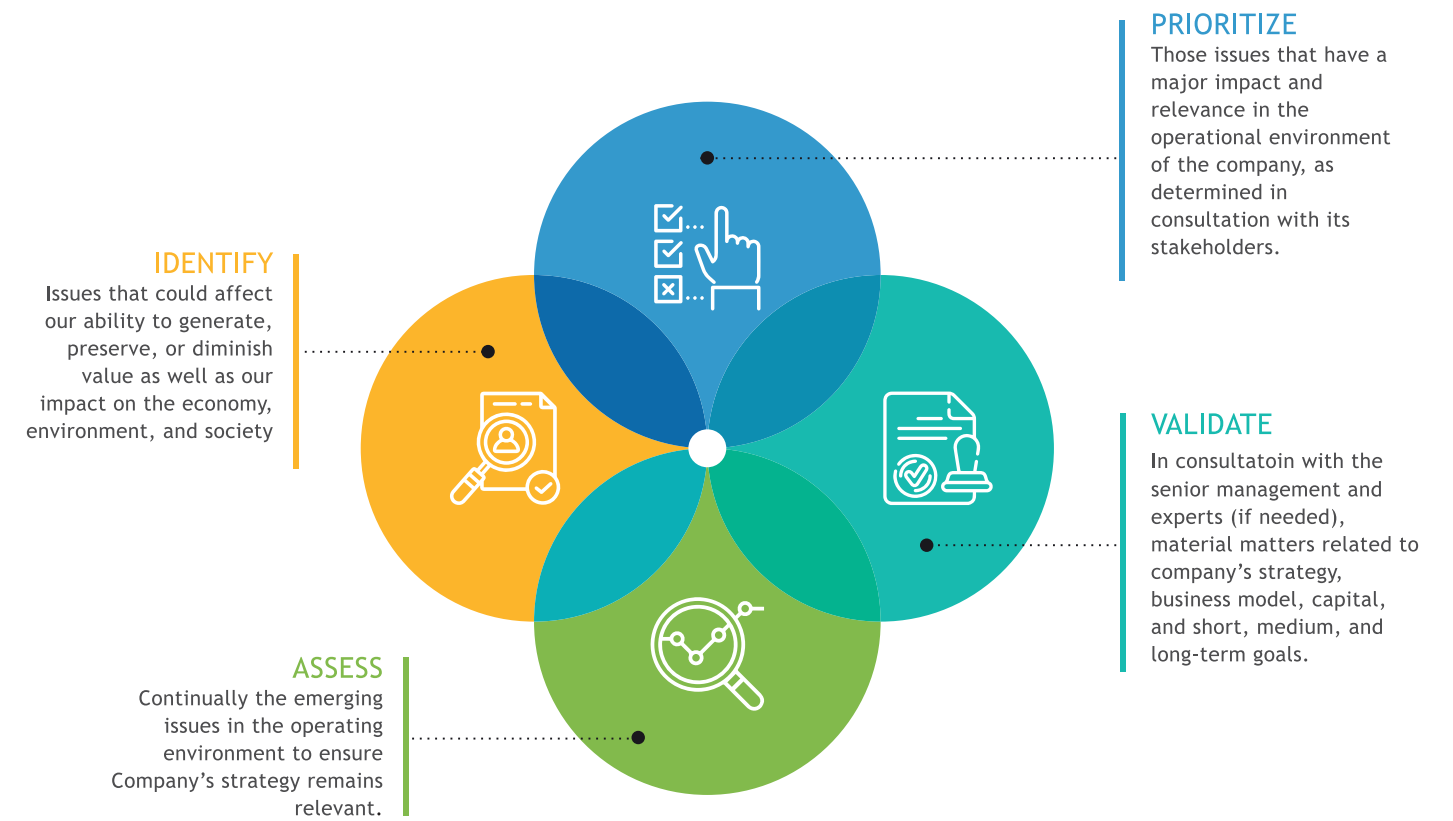 IDENTIFY
Issues that could affect
our ability to generate,
preserve, or diminish
value as well as our
impact on the economy,
environment, and society
PRIORITIZE
Those issues that have a
major impact and
relevance in the
operational environment
of the company, as
determined in
consultation with its
stakeholders.
VALIDATE
In consultatoin with the
senior management and
experts (if needed),
material matters related to
company’s strategy,
business model, capital,
and short, medium, and
long-term goals.
ASSESS
Continually the emerging
issues in the operating
environment to ensure
Company’s strategy remains
relevant.